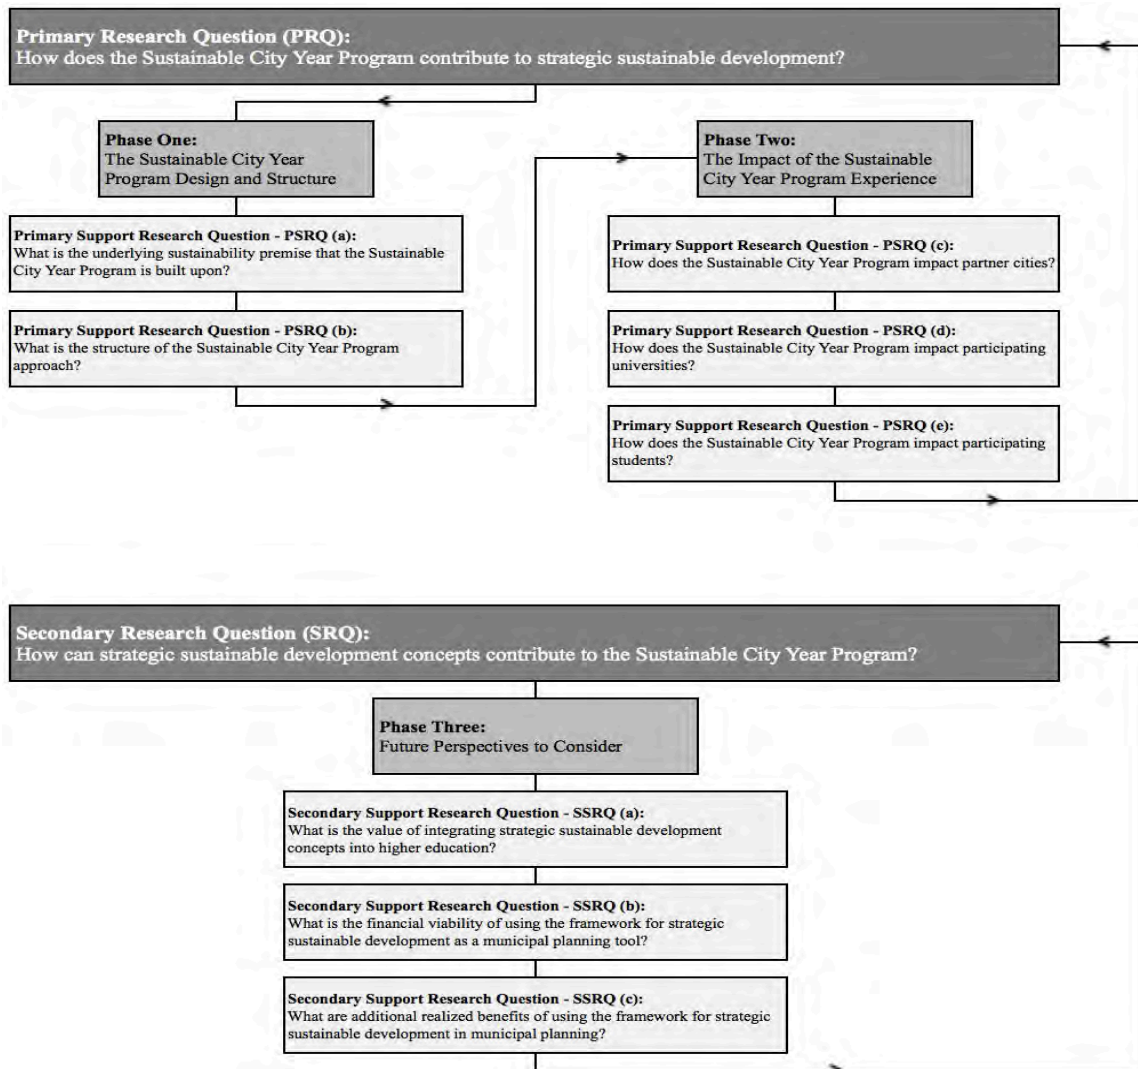 Primary Research Question (PRQ):
How does the Sustainable City Year Program contribute to strategic sustainable development?
Phase One:
The Sustainable City Year
Program Design and Structure
Primary Support Research Question - PSRQ (a):
What is the underlying sustainability premise that the Sustainable
City Year Program is built upon?
Primary Support Research Question - PSRQ (b):
What is the structure of the Sustainable City Year Program
approach?
Phase Two:
The Impact of the Sustainable
City Year Program Experience
Primary Support Research Question - PSRQ (c):
How does the Sustainable City Year Program impact partner cities?
Primary Support Research Question - PSRQ (d):
How does the Sustainable City Year Program impact participating
universities?
Primary Support Research Question - PSRQ (e):
How does the Sustainable City Year Program impact participating
students?
Secondary Research Question (SRQ):
How can strategic sustainable development concepts contribute to the Sustainable City Year Program?
Phase Three:
Future Perspectives to Consider
Secondary Support Research Question - SSRQ (a):
What is the value of integrating strategic sustainable development
concepts into higher education?
Secondary Support Research Question - SSRQ (b):
What is the financial viability of using the framework for strategic
sustainable development as a municipal planning tool?
Secondary Support Research Question - SSRQ (c):
What are additional realized benefits of using the framework for strategic
sustainable development in municipal planning?